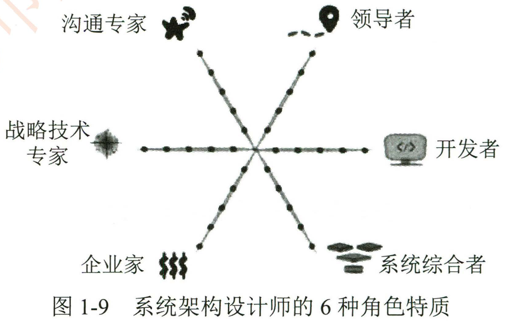 沟通专家
领导者
战略技术
专家
</>
开发者
企业家
系统综合者
图 1-9 系统架构设计师的 6 种角色特质